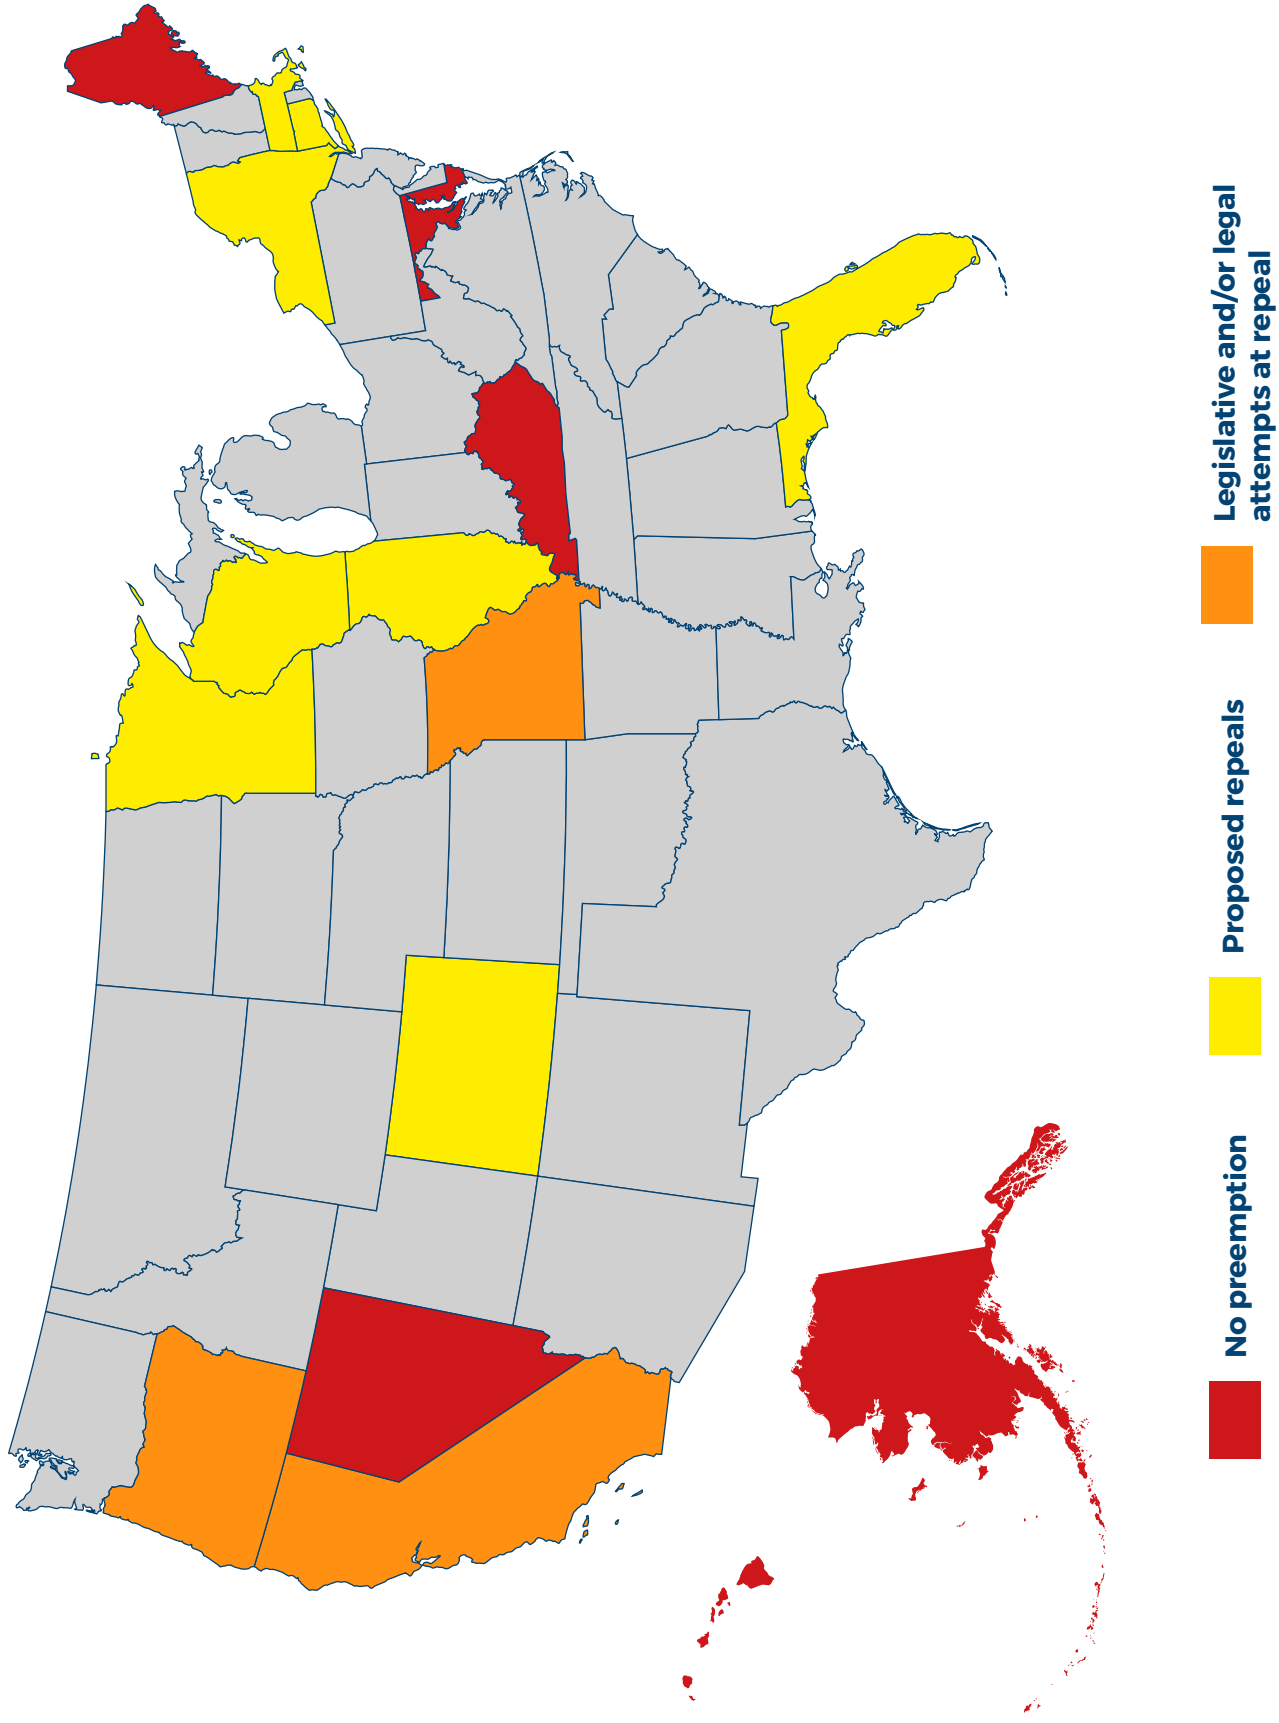 No preemption
Proposed repeals
Legislative and/or legal
attempts at repeal